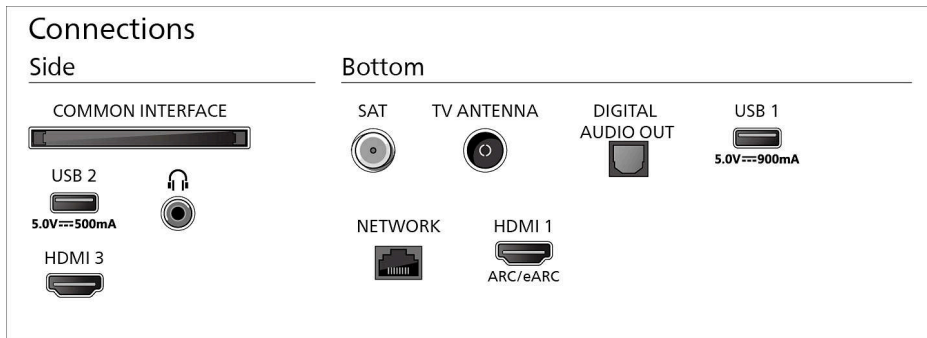 Connections
Side
COMMON INTERFACE
USB 2
5.0V⎓500mA
HDMI 3
Bottom
SAT
TV ANTENNA
DIGITAL
AUDIO OUT
USB 1
5.0V⎓900mA
NETWORK
HDMI 1
ARC/eARC